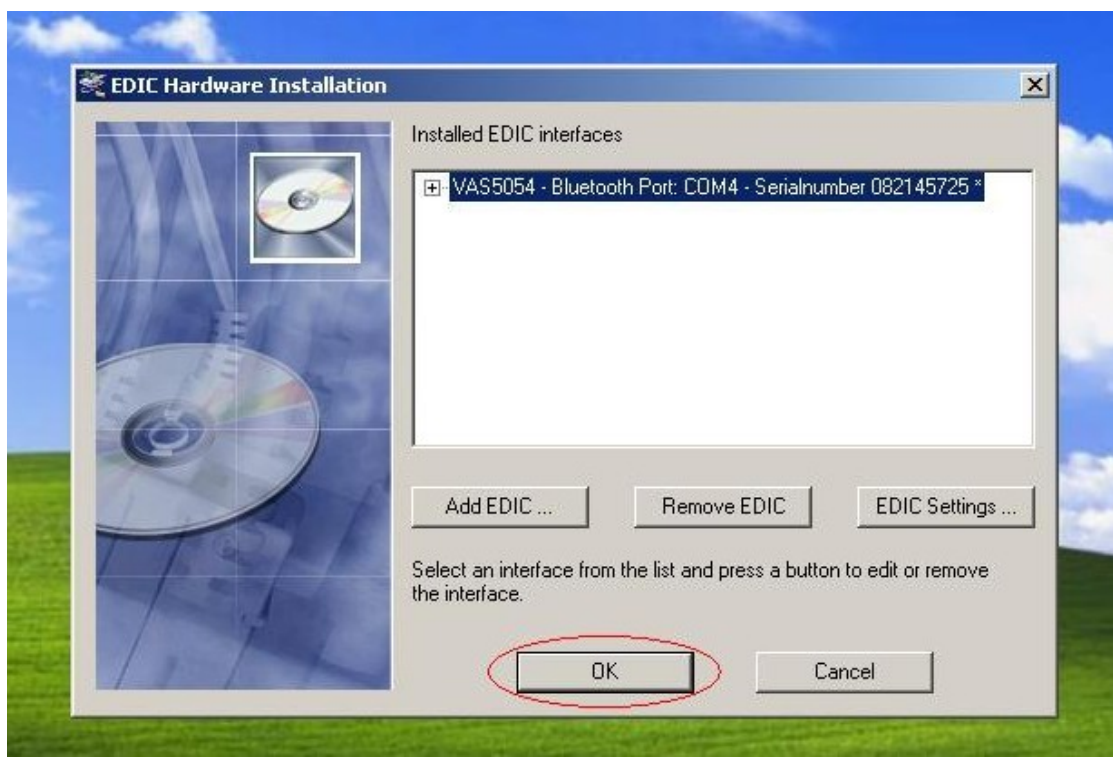 EDIC Hardware Installation
Installed EDIC interfaces
VAS5054 - Bluetooth Port: COM4 - Serialnumber 082145725 *
Add EDIC ...
Remove EDIC
EDIC Settings ...
Select an interface from the list and press a button to edit or remove
the interface.
OK
Cancel